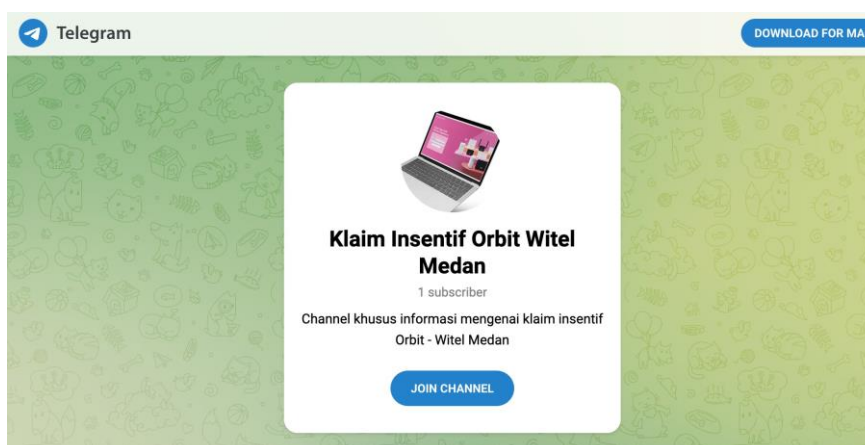 Telegram
DOWNLOAD FOR MA
Klaim Insentif Orbit Witel
Medan
1 subscriber
Channel khusus informasi mengenai klaim insentif
Orbit - Witel Medan
JOIN CHANNEL